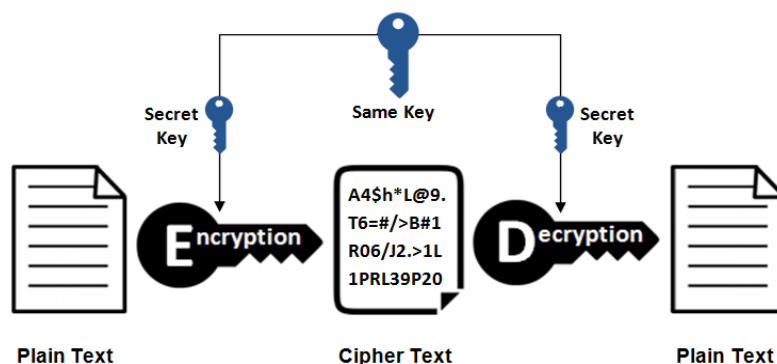 Same Key
Secret
Key
Secret
Key
Encryption
A4$h*L@9.
T6=#/>B#1
R06/J2.>1L
1PRL39P20
Decryption
Plain Text
Cipher Text
Plain Text